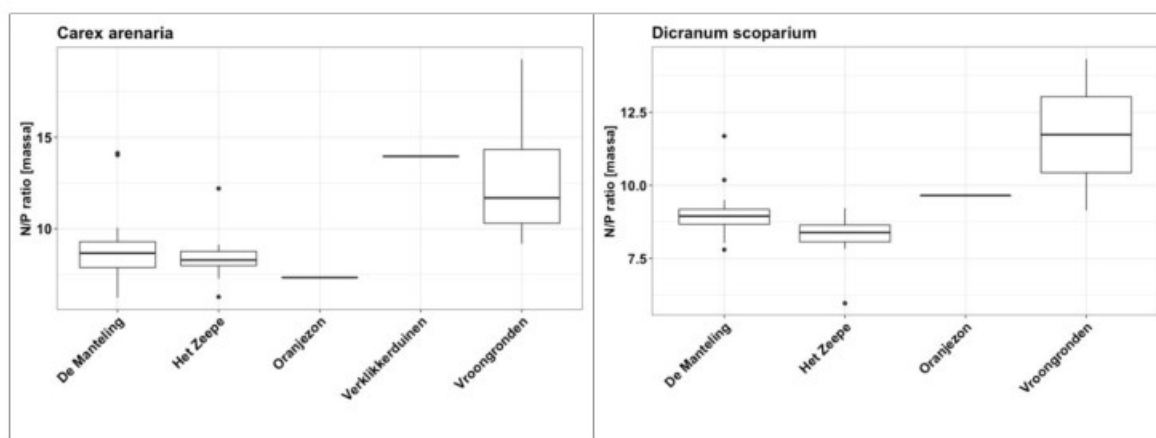 Carex arenaria
N/P ratio [massa]
15
10
De Manteling
Het Zeepe
Oranjezon
Verklikkerduinen
Vroongronden
Dicranum scoparium
N/P ratio [massa]
12.5
10.0
7.5
De Manteling
Het Zeepe
Oranjezon
Vroongronden